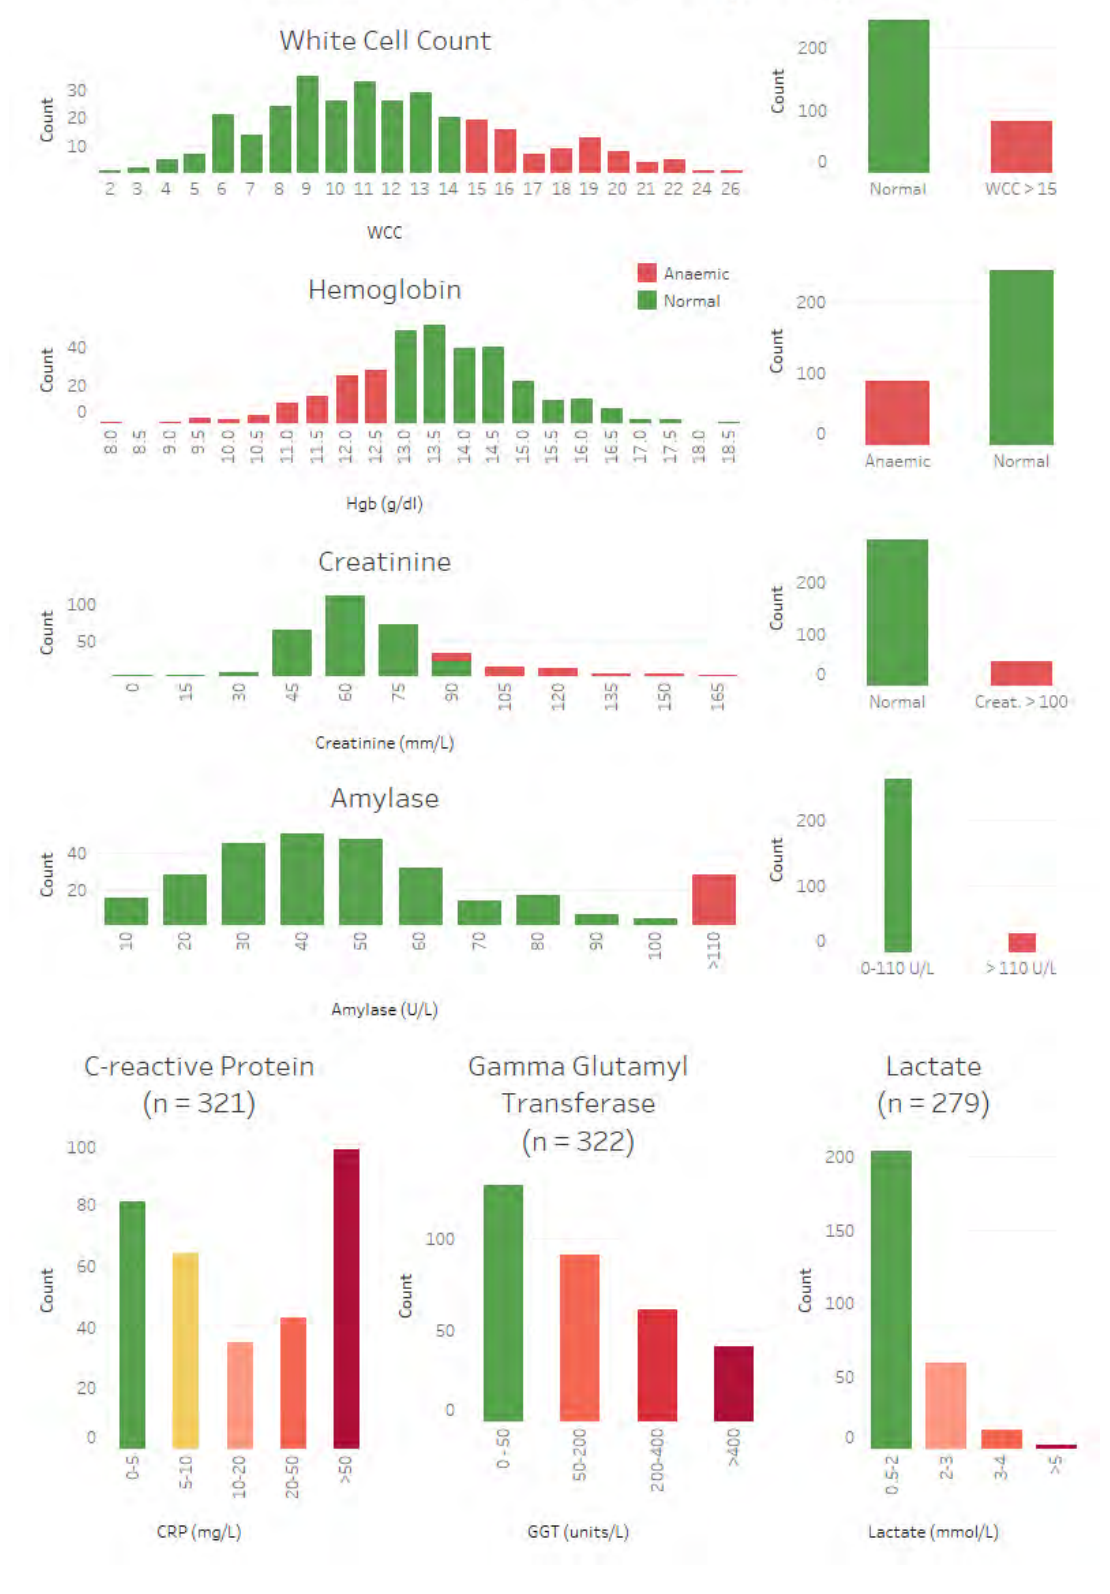 White Cell Count
Count
30
20
10
2 3 4 5 6 7 8 9 10 11 12 13 14 15 16 17 18 19 20 21 22 24 26
WCC
Count
200
100
0
Normal WCC > 15
Hemoglobin
Anaemic
Normal
Count
40
20
0
8.0 8.5 9.0 9.5 10.0 10.5 11.0 11.5 12.0 12.5 13.0 13.5 14.0 14.5 15.0 15.5 16.0 16.5 17.0 17.5 18.0 18.5
Hgb (g/dl)
Count
200
100
0
Anaemic Normal
Creatinine
Count
100
50
0 15 30 45 60 75 90 105 120 135 150 165
Creatinine (mm/L)
Count
200
100
0
Normal Creat. > 100
Amylase
Count
40
20
10 20 30 40 50 60 70 80 90 100 >110
Amylase (U/L)
Count
200
100
0
0-110 U/L > 110 U/L
C-reactive Protein
(n = 321)
Count
100
80
60
40
20
0
0-5 5-10 10-20 20-50 >50
CRP (mg/L)
Gamma Glutamyl
Transferase
(n = 322)
Count
100
50
0
0 - 50 50-200 200-400 >400
GGT (units/L)
Lactate
(n = 279)
Count
200
150
100
50
0
0.5-2 2-3 3-4 >5
Lactate (mmol/L)